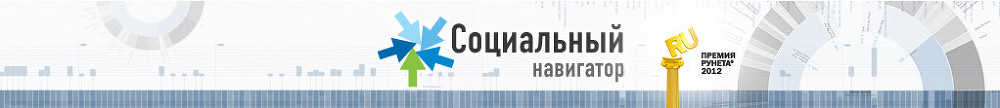 Социальный
навигатор
RU
ПРЕМИЯ
РУНЕТА®
2012